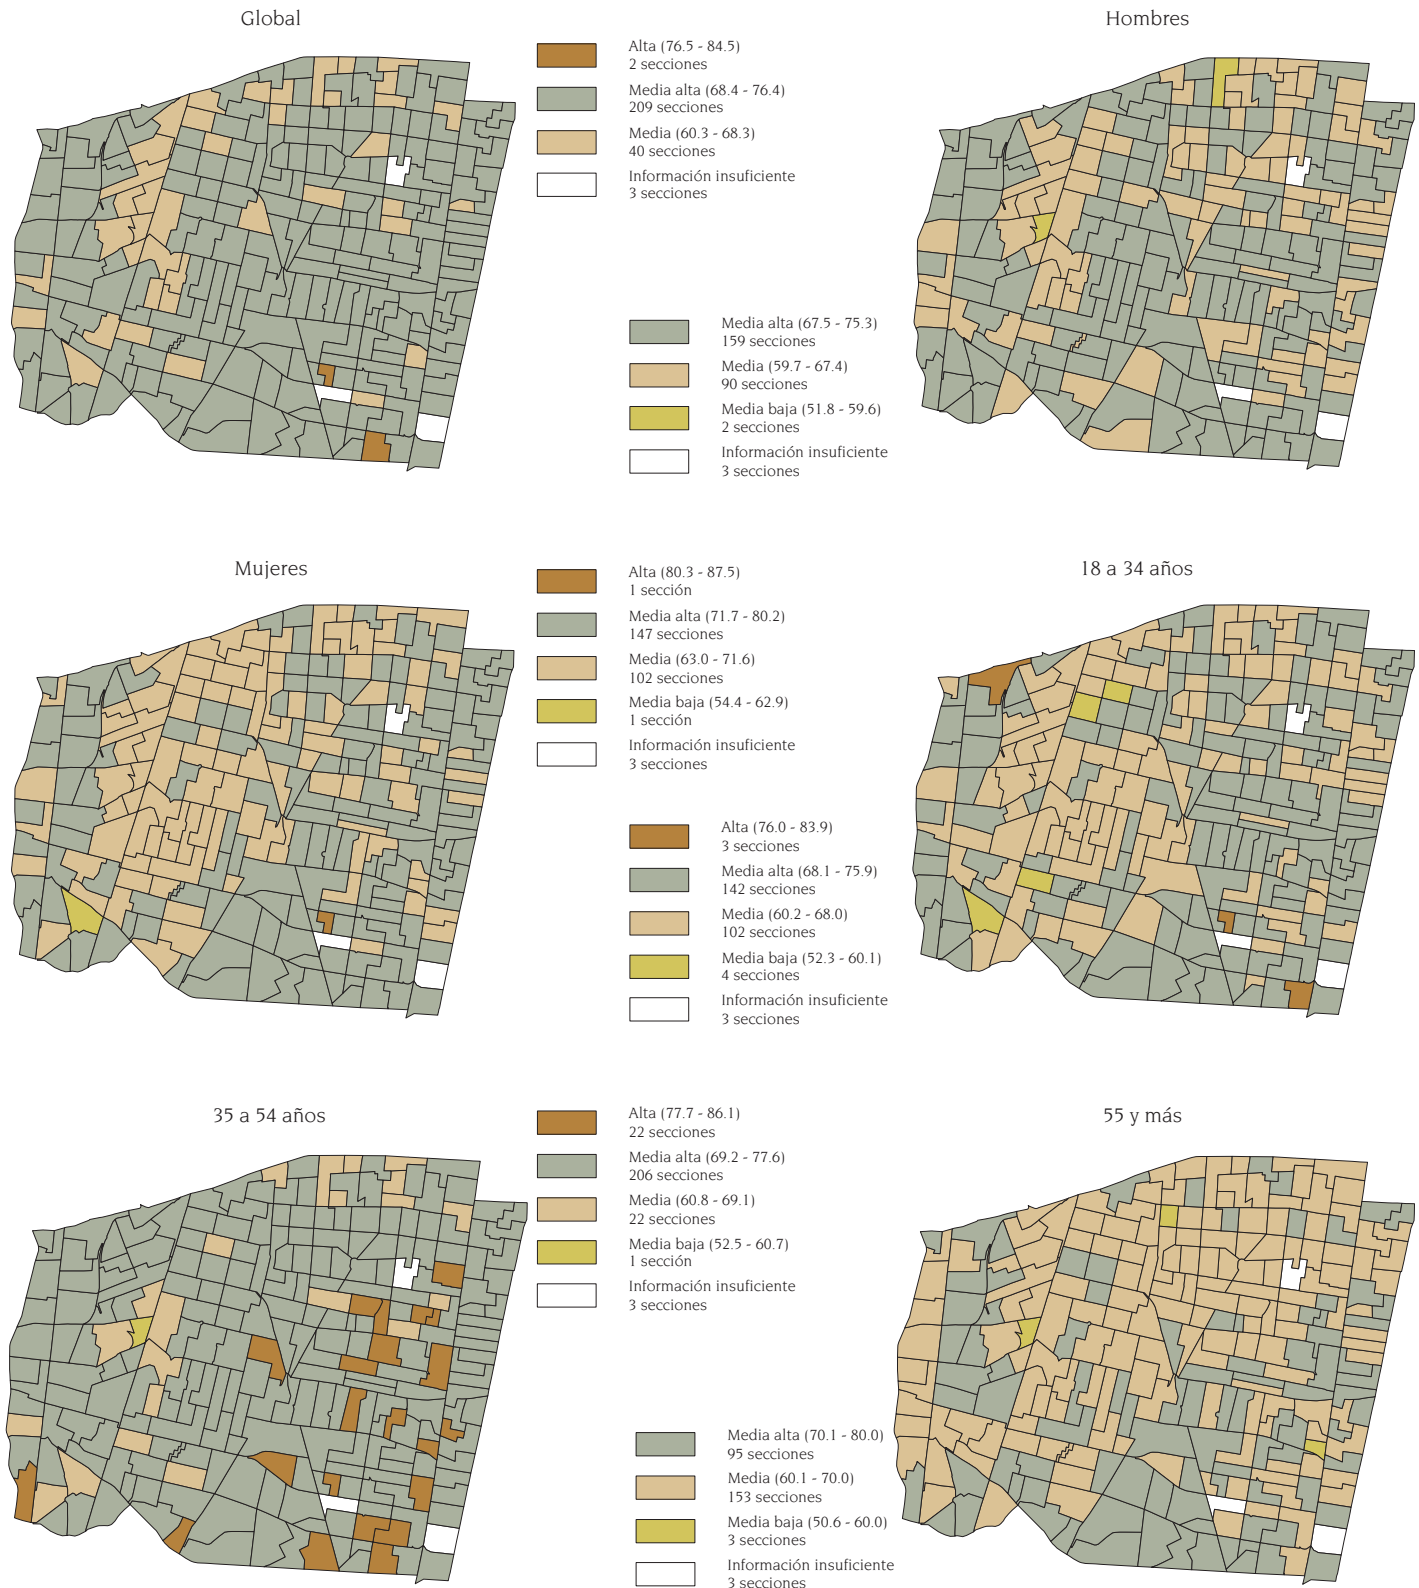 Global
Alta (76.5 - 84.5)
2 secciones
Media alta (68.4 - 76.4)
209 secciones
Media (60.3 - 68.3)
40 secciones
Información insuficiente
3 secciones
Hombres
Media alta (67.5 - 75.3)
159 secciones
Media (59.7 - 67.4)
90 secciones
Media baja (51.8 - 59.6)
2 secciones
Información insuficiente
3 secciones
Mujeres
Alta (80.3 - 87.5)
1 sección
Media alta (71.7 - 80.2)
147 secciones
Media (63.0 - 71.6)
102 secciones
Media baja (54.4 - 62.9)
1 sección
Información insuficiente
3 secciones
18 a 34 años
Alta (76.0 - 83.9)
3 secciones
Media alta (68.1 - 75.9)
142 secciones
Media (60.2 - 68.0)
102 secciones
Media baja (52.3 - 60.1)
4 secciones
Información insuficiente
3 secciones
35 a 54 años
Alta (77.7 - 86.1)
22 secciones
Media alta (69.2 - 77.6)
206 secciones
Media (60.8 - 69.1)
22 secciones
Media baja (52.5 - 60.7)
1 sección
Información insuficiente
3 secciones
55 y más
Media alta (70.1 - 80.0)
95 secciones
Media (60.1 - 70.0)
153 secciones
Media baja (50.6 - 60.0)
3 secciones
Información insuficiente
3 secciones